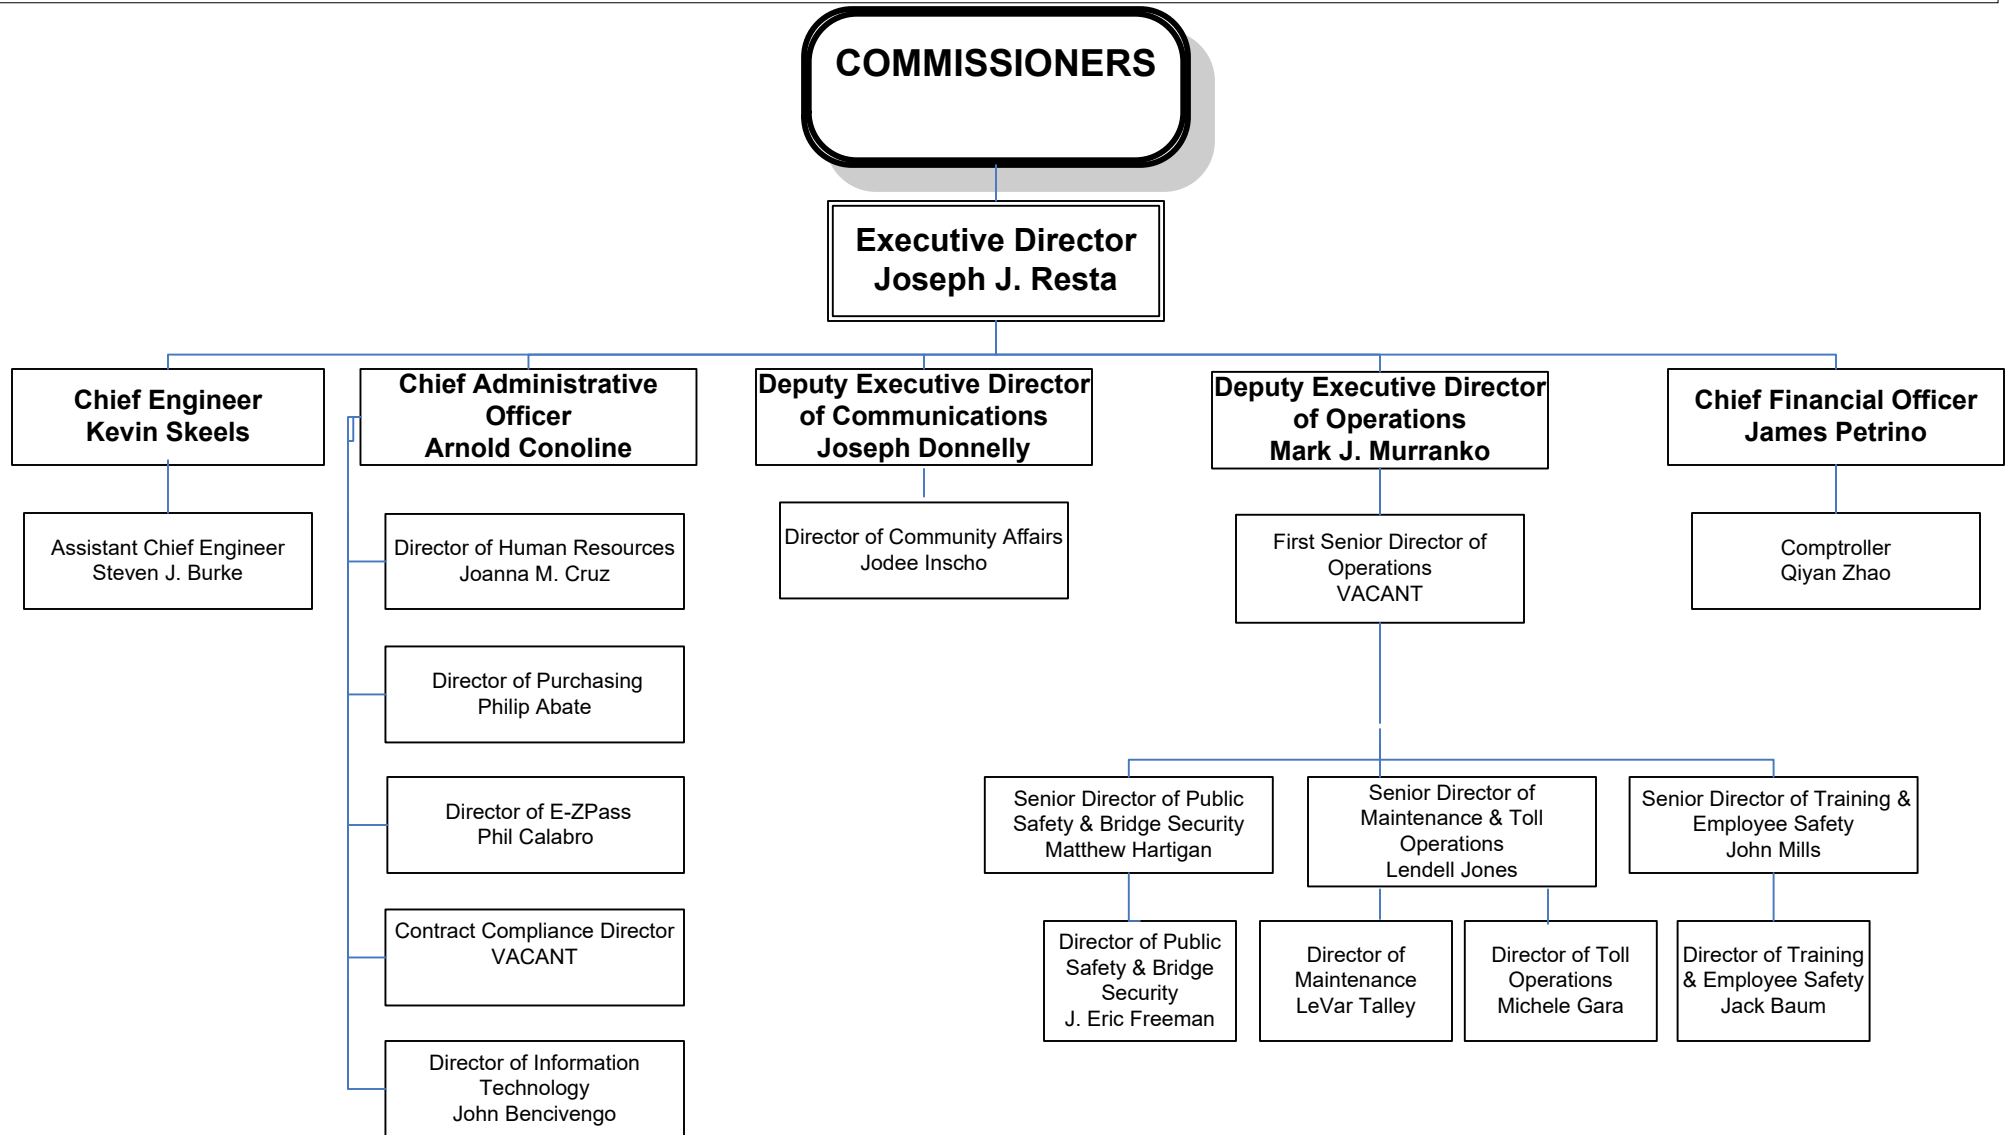 COMMISSIONERS
Executive Director
Joseph J. Resta
Chief Engineer
Kevin Skeels
Chief Administrative
Officer
Arnold Conoline
Deputy Executive Director
of Communications
Joseph Donnelly
Deputy Executive Director
of Operations
Mark J. Murranko
Chief Financial Officer
James Petrino
Assistant Chief Engineer
Steven J. Burke
Director of Human Resources
Joanna M. Cruz
Director of Community Affairs
Jodee Inscho
First Senior Director of
Operations
VACANT
Comptroller
Qiyan Zhao
Director of Purchasing
Philip Abate
Director of E-ZPass
Phil Calabro
Senior Director of Public
Safety & Bridge Security
Matthew Hartigan
Senior Director of
Maintenance & Toll
Operations
Lendell Jones
Senior Director of Training &
Employee Safety
John Mills
Contract Compliance Director
VACANT
Director of Public
Safety & Bridge
Security
J. Eric Freeman
Director of
Maintenance
LeVar Talley
Director of Toll
Operations
Michele Gara
Director of Training
& Employee Safety
Jack Baum
Director of Information
Technology
John Bencivengo